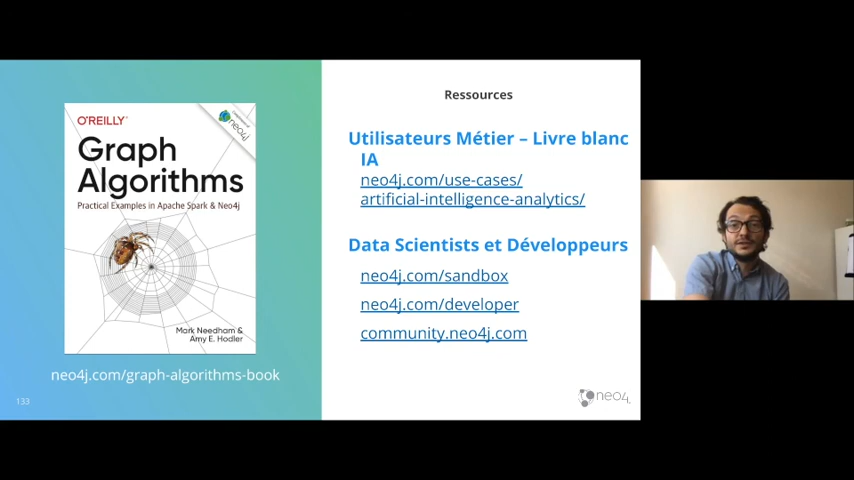 O'REILLY
neo4j
Graph
Algorithms
Practical Examples in Apache Spark & Neo4j
Mark Needham &
Amy E. Hodler
neo4j.com/graph-algorithms-book
133
Ressources
Utilisateurs Métier – Livre blanc
IA
neo4j.com/use-cases/
artificial-intelligence-analytics/
Data Scientists et Développeurs
neo4j.com/sandbox
neo4j.com/developer
community.neo4j.com
neo4j